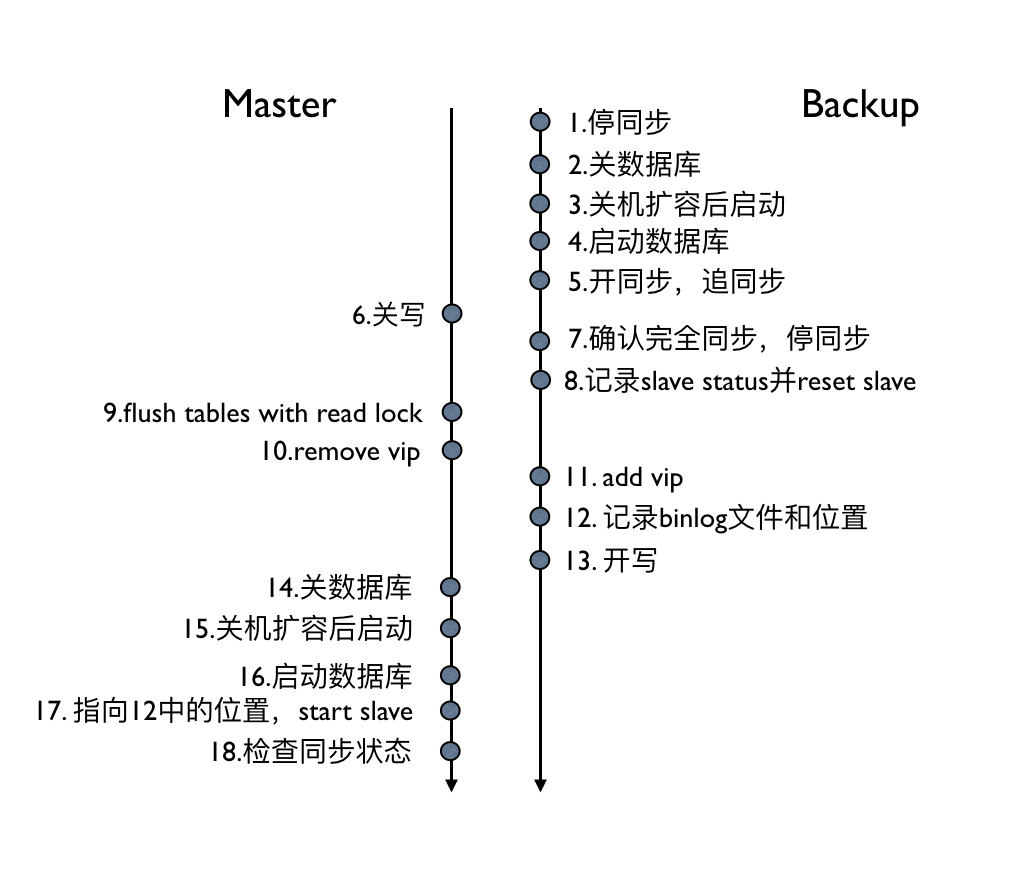 Master
Backup
1.停同步
2.关数据库
3.关机扩容后启动
4.启动数据库
5.开同步，追同步
6.关写
7.确认完全同步，停同步
8.记录slave status并reset slave
9.flush tables with read lock
10.remove vip
11. add vip
12. 记录binlog文件和位置
13. 开写
14.关数据库
15.关机扩容后启动
16.启动数据库
17. 指向12中的位置，start slave
18.检查同步状态